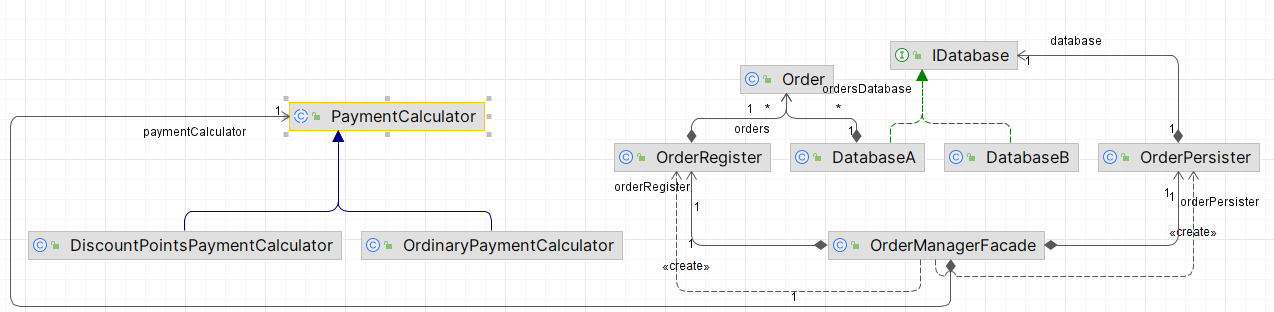 database
1
I IDatabase
C Order
ordersDatabase
1
C PaymentCalculator
1 * *
paymentCalculator
orders
1
1
C OrderRegister
C DatabaseA
C DatabaseB
C OrderPersister
orderRegister
1
1
1
orderPersister
C DiscountPointsPaymentCalculator
C OrdinaryPaymentCalculator
1
C OrderManagerFacade
«create»
«create»
1